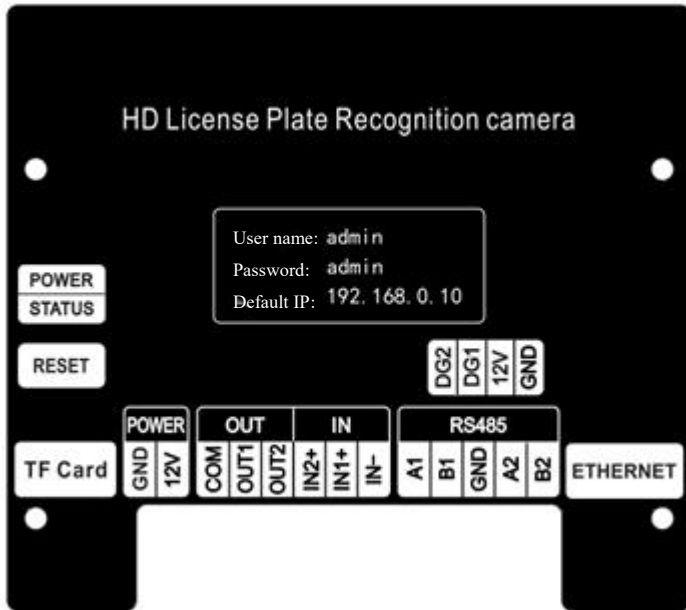 HD License Plate Recognition camera
User name: admin
Password: admin
Default IP: 192.168.0.10
POWER
STATUS
RESET
DG2 DG1 12V GND
POWER OUT IN RS485
TF Card GND 12V COM OUT1 OUT2 IN2+ IN1+ IN- A1 B1 GND A2 B2 ETHERNET